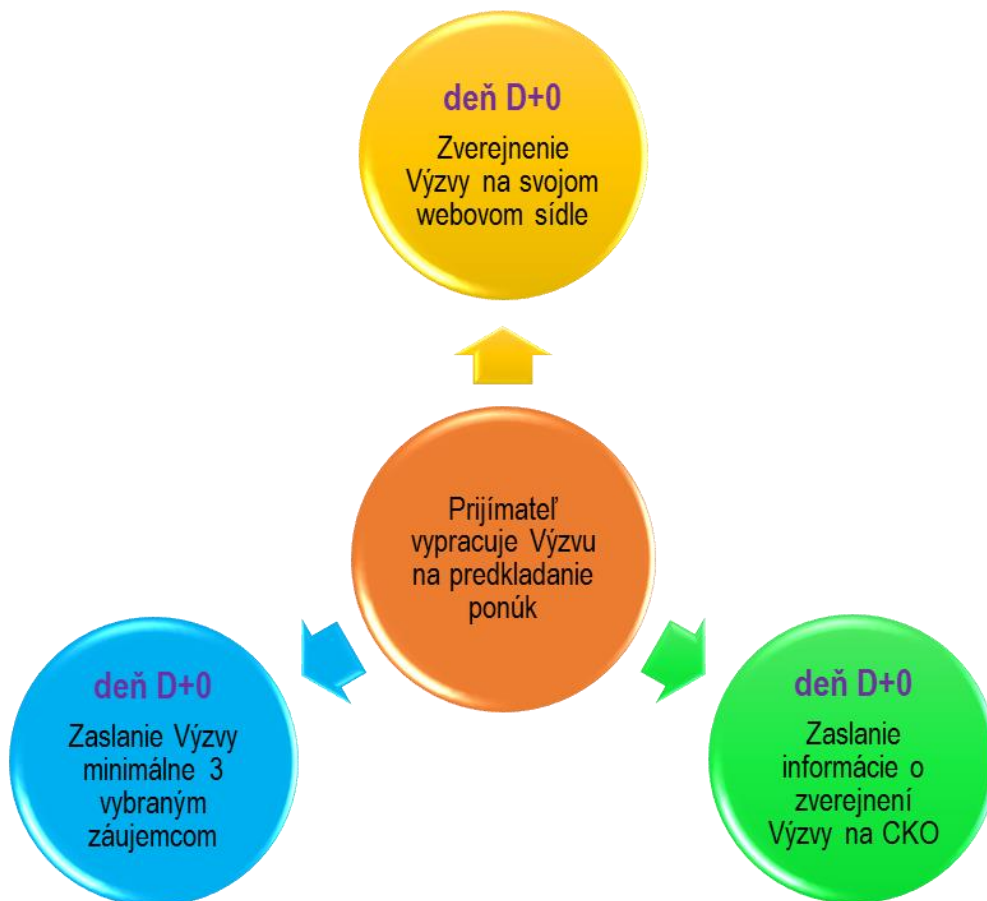 deň D+0
Zverejnenie
Výzvy na svojom
webovom sídle
Prijímateľ
vypracuje Výzvu
na predkladanie
ponúk
deň D+0
Zaslanie Výzvy
minimálne 3
vybraným
záujemcom
deň D+0
Zaslanie
informácie o
zverejnení
Výzvy na CKO